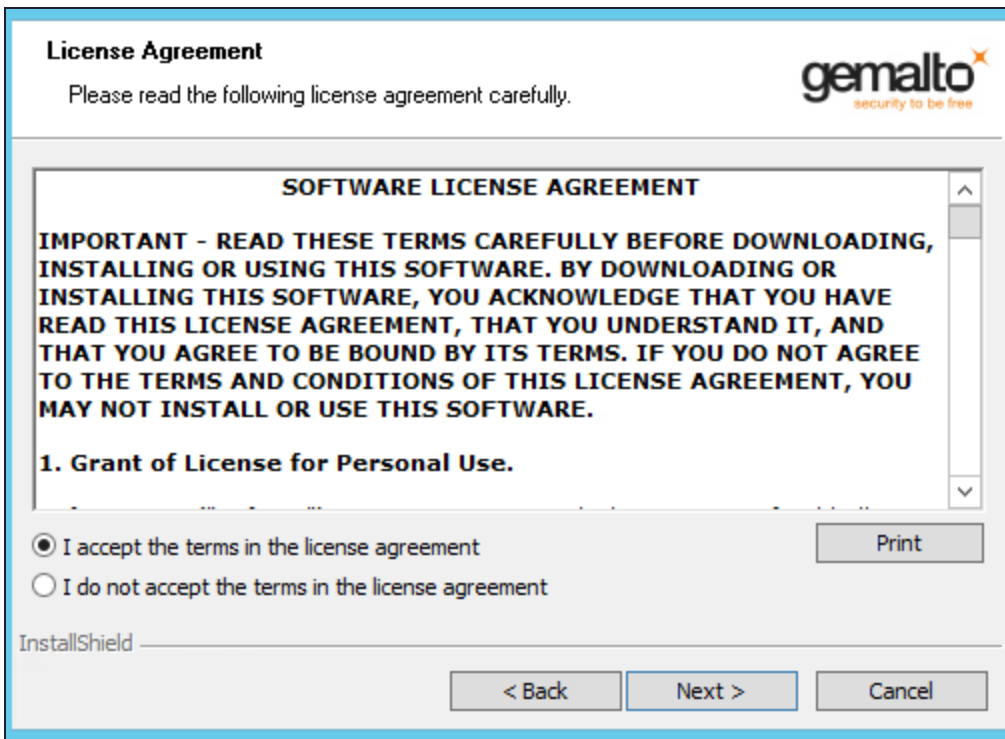 License Agreement
Please read the following license agreement carefully.
gemalto
security to be free
SOFTWARE LICENSE AGREEMENT
IMPORTANT - READ THESE TERMS CAREFULLY BEFORE DOWNLOADING,
INSTALLING OR USING THIS SOFTWARE. BY DOWNLOADING OR
INSTALLING THIS SOFTWARE, YOU ACKNOWLEDGE THAT YOU HAVE
READ THIS LICENSE AGREEMENT, THAT YOU UNDERSTAND IT, AND
THAT YOU AGREE TO BE BOUND BY ITS TERMS. IF YOU DO NOT AGREE
TO THE TERMS AND CONDITIONS OF THIS LICENSE AGREEMENT, YOU
MAY NOT INSTALL OR USE THIS SOFTWARE.
1. Grant of License for Personal Use.
I accept the terms in the license agreement
Print
I do not accept the terms in the license agreement
InstallShield
< Back
Next >
Cancel